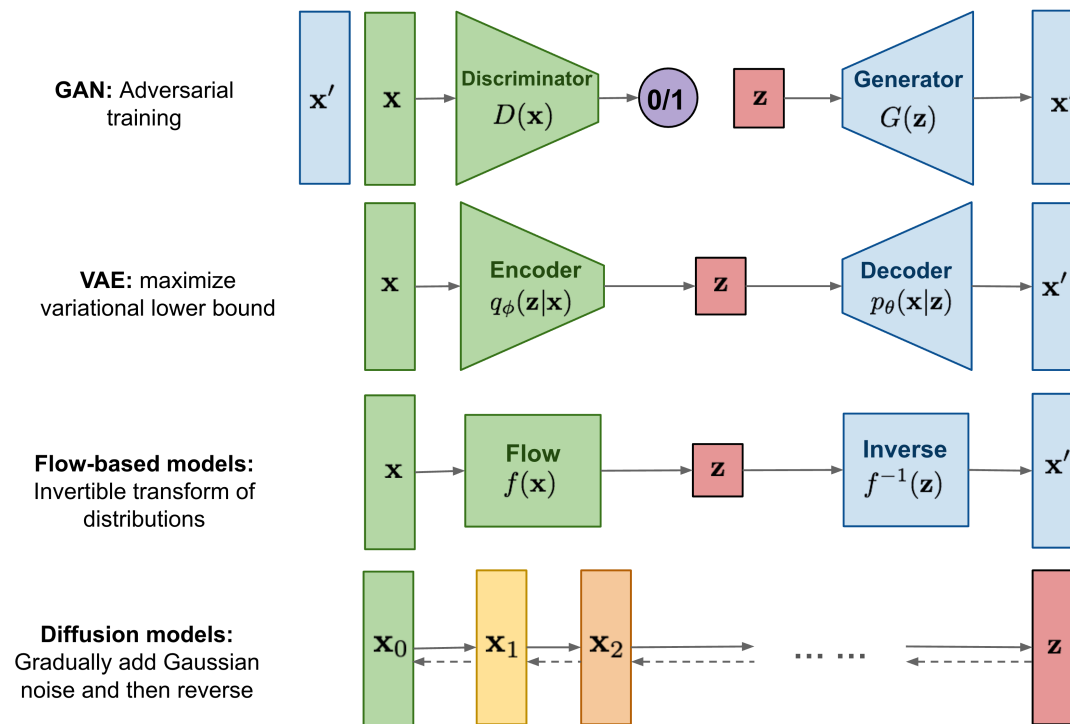 GAN: Adversarial
training
x'
x
Discriminator
D(x)
0/1
z
Generator
G(z)
x'
VAE: maximize
variational lower bound
x
Encoder
qϕ(z|x)
z
Decoder
pθ(x|z)
x'
Flow-based models:
Invertible transform of
distributions
x
Flow
f(x)
z
Inverse
f⁻¹(z)
x'
Diffusion models:
Gradually add Gaussian
noise and then reverse
x₀
x₁
x₂
... ...
z